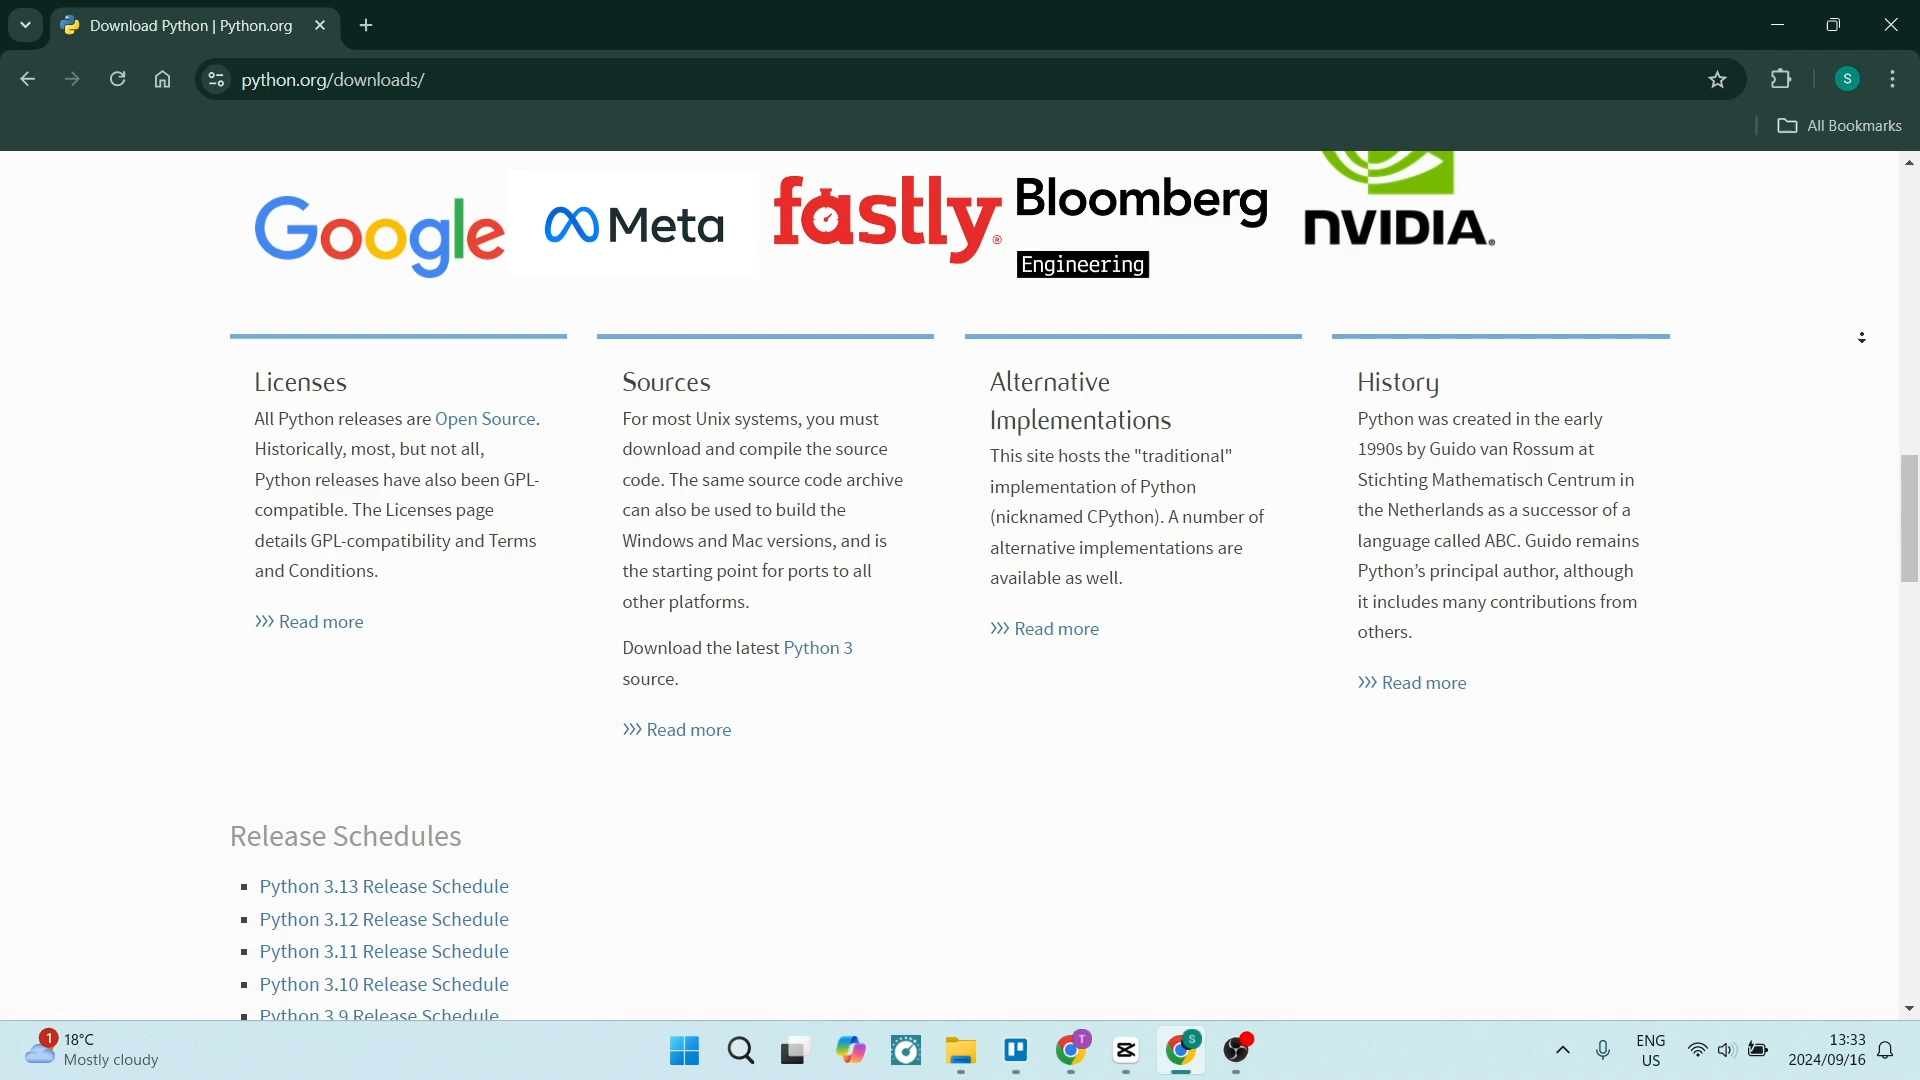 Download Python | Python.org
python.org/downloads/
S
All Bookmarks
Google
Meta
fastly®
Bloomberg
Engineering
NVIDIA.
Licenses
All Python releases are Open Source.
Historically, most, but not all,
Python releases have also been GPL-
compatible. The Licenses page
details GPL-compatibility and Terms
and Conditions.
>>> Read more
Sources
For most Unix systems, you must
download and compile the source
code. The same source code archive
can also be used to build the
Windows and Mac versions, and is
the starting point for ports to all
other platforms.
Download the latest Python 3
source.
>>> Read more
Alternative
Implementations
This site hosts the "traditional"
implementation of Python
(nicknamed CPython). A number of
alternative implementations are
available as well.
>>> Read more
History
Python was created in the early
1990s by Guido van Rossum at
Stichting Mathematisch Centrum in
the Netherlands as a successor of a
language called ABC. Guido remains
Python’s principal author, although
it includes many contributions from
others.
>>> Read more
Release Schedules
Python 3.13 Release Schedule
Python 3.12 Release Schedule
Python 3.11 Release Schedule
Python 3.10 Release Schedule
Python 3.9 Release Schedule
1
18°C
Mostly cloudy
T
S
ENG
US
13:33
2024/09/16